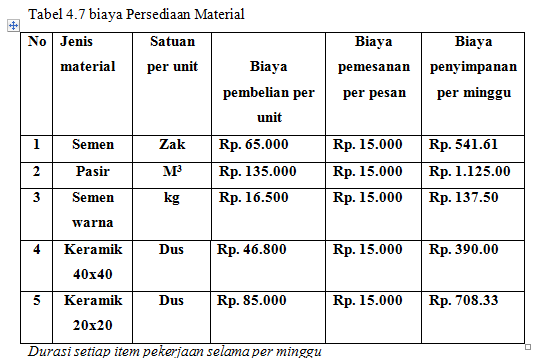 Tabel 4.7 biaya Persediaan Material
No Jenis material Satuan per unit Biaya pembelian per unit Biaya pemesanan per pesan Biaya penyimpanan per minggu
1 Semen Zak Rp. 65.000 Rp. 15.000 Rp. 541.61
2 Pasir M³ Rp. 135.000 Rp. 15.000 Rp. 1.125.00
3 Semen warna kg Rp. 16.500 Rp. 15.000 Rp. 137.50
4 Keramik 40x40 Dus Rp. 46.800 Rp. 15.000 Rp. 390.00
5 Keramik 20x20 Dus Rp. 85.000 Rp. 15.000 Rp. 708.33
Durasi setiap item pekerjaan selama per minggu